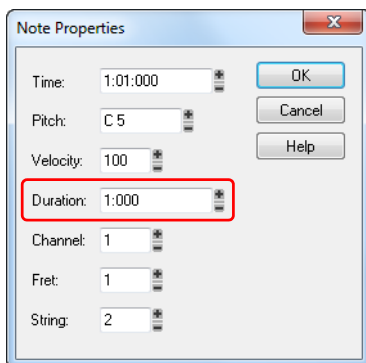 Note Properties
Time: 1:01:000 OK
Pitch: C 5 Cancel
Velocity: 100 Help
Duration: 1:000
Channel: 1
Fret: 1
String: 2